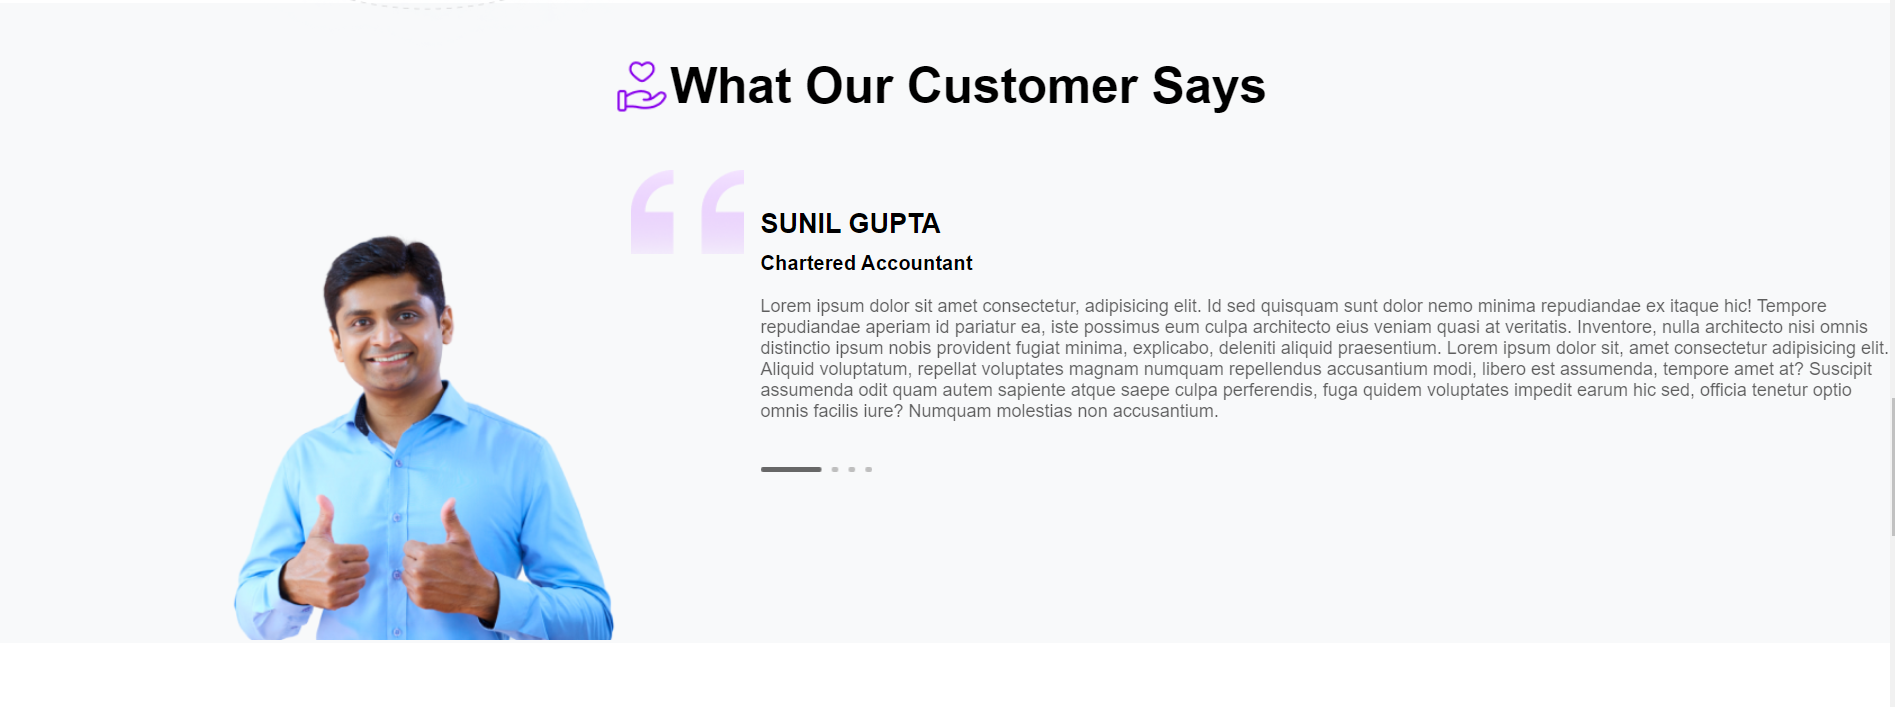 What Our Customer Says
SUNIL GUPTA
Chartered Accountant
Lorem ipsum dolor sit amet consectetur, adipisicing elit. Id sed quisquam sunt dolor nemo minima repudiandae ex itaque hic! Tempore
repudiandae aperiam id pariatur ea, iste possimus eum culpa architecto eius veniam quasi at veritatis. Inventore, nulla architecto nisi omnis
distinctio ipsum nobis provident fugiat minima, explicabo, deleniti aliquid praesentium. Lorem ipsum dolor sit, amet consectetur adipisicing elit.
Aliquid voluptatum, repellat voluptates magnam numquam repellendus accusantium modi, libero est assumenda, tempore amet at? Suscipit
assumenda odit quam autem sapiente atque saepe culpa perferendis, fuga quidem voluptates impedit earum hic sed, officia tenetur optio
omnis facilis iure? Numquam molestias non accusantium.